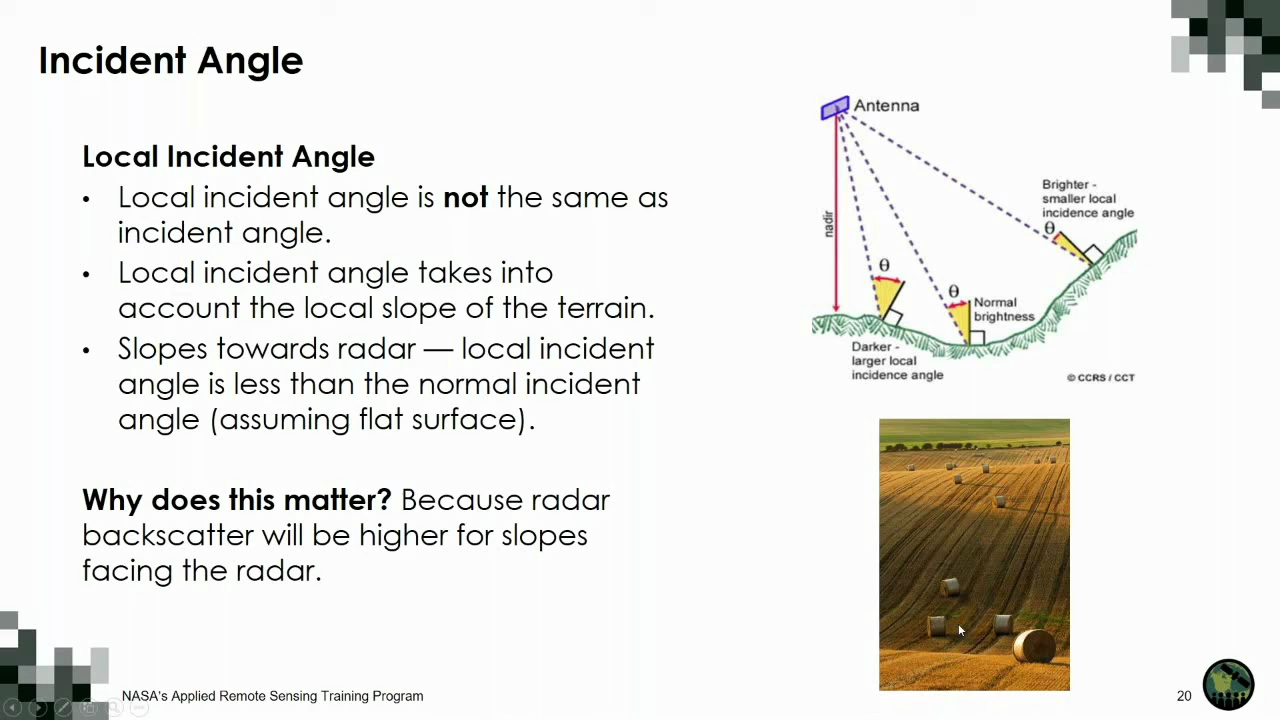 Incident Angle
Local Incident Angle
• Local incident angle is not the same as
incident angle.
• Local incident angle takes into
account the local slope of the terrain.
• Slopes towards radar — local incident
angle is less than the normal incident
angle (assuming flat surface).
Why does this matter? Because radar
backscatter will be higher for slopes
facing the radar.
Antenna
nadir
Brighter -
smaller local
incidence angle
θ
θ
θ
Normal
brightness
Darker -
larger local
incidence angle
© CCRS / CCT
NASA's Applied Remote Sensing Training Program
20